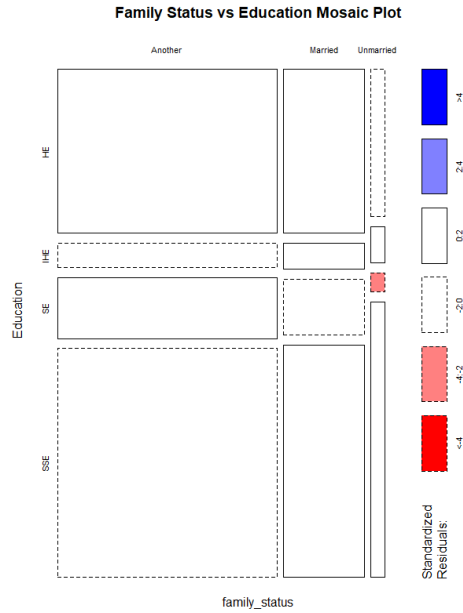 Family Status vs Education Mosaic Plot
Another
Married
Unmarried
HE
IHE
SE
SSE
Education
family_status
>4
2:4
0:2
-2:0
-4:-2
<-4
Standardized
Residuals: